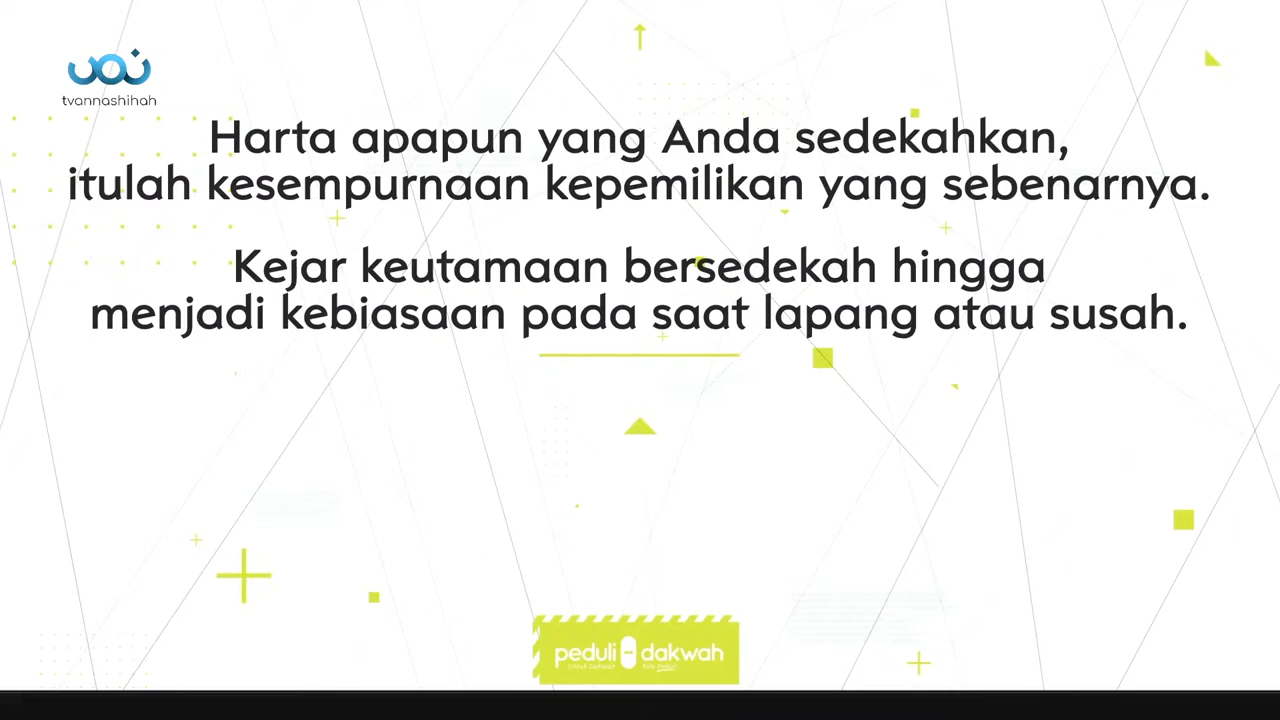 tvannashihah
Harta apapun yang Anda sedekahkan,
itulah kesempurnaan kepemilikan yang sebenarnya.
Kejar keutamaan bersedekah hingga
menjadi kebiasaan pada saat lapang atau susah.
peduli dakwah